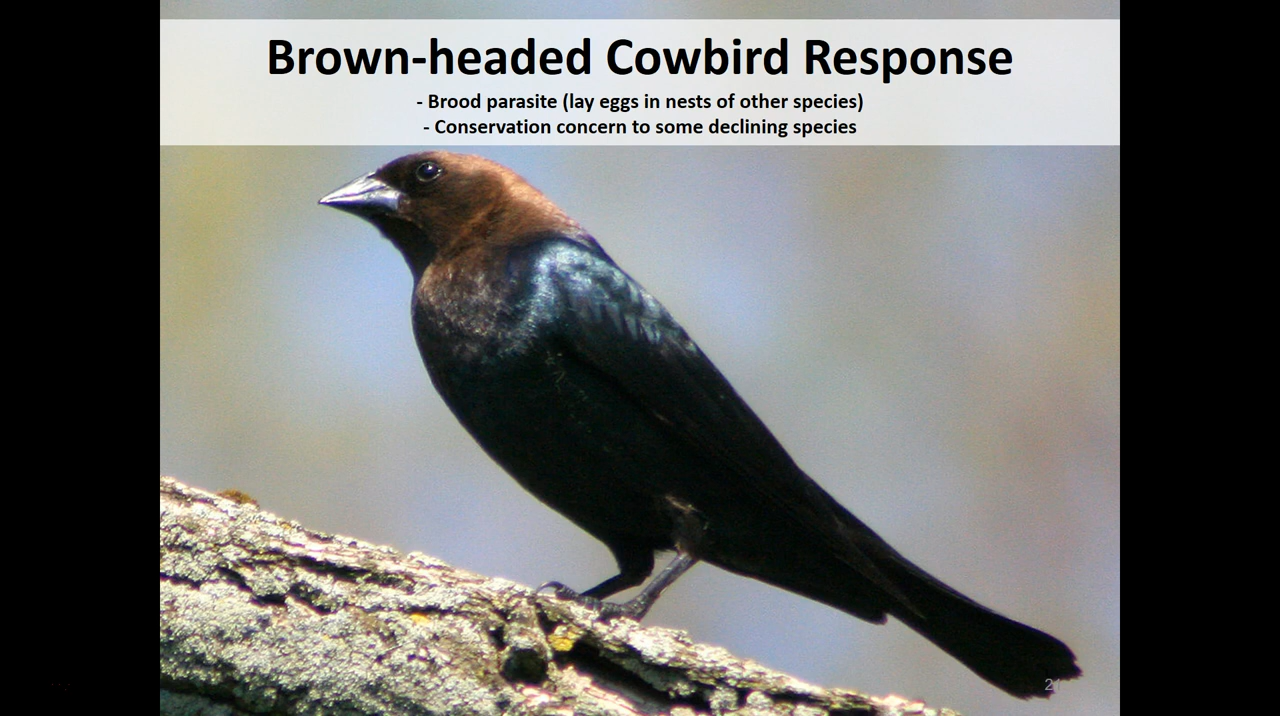 Brown-headed Cowbird Response
- Brood parasite (lay eggs in nests of other species)
- Conservation concern to some declining species